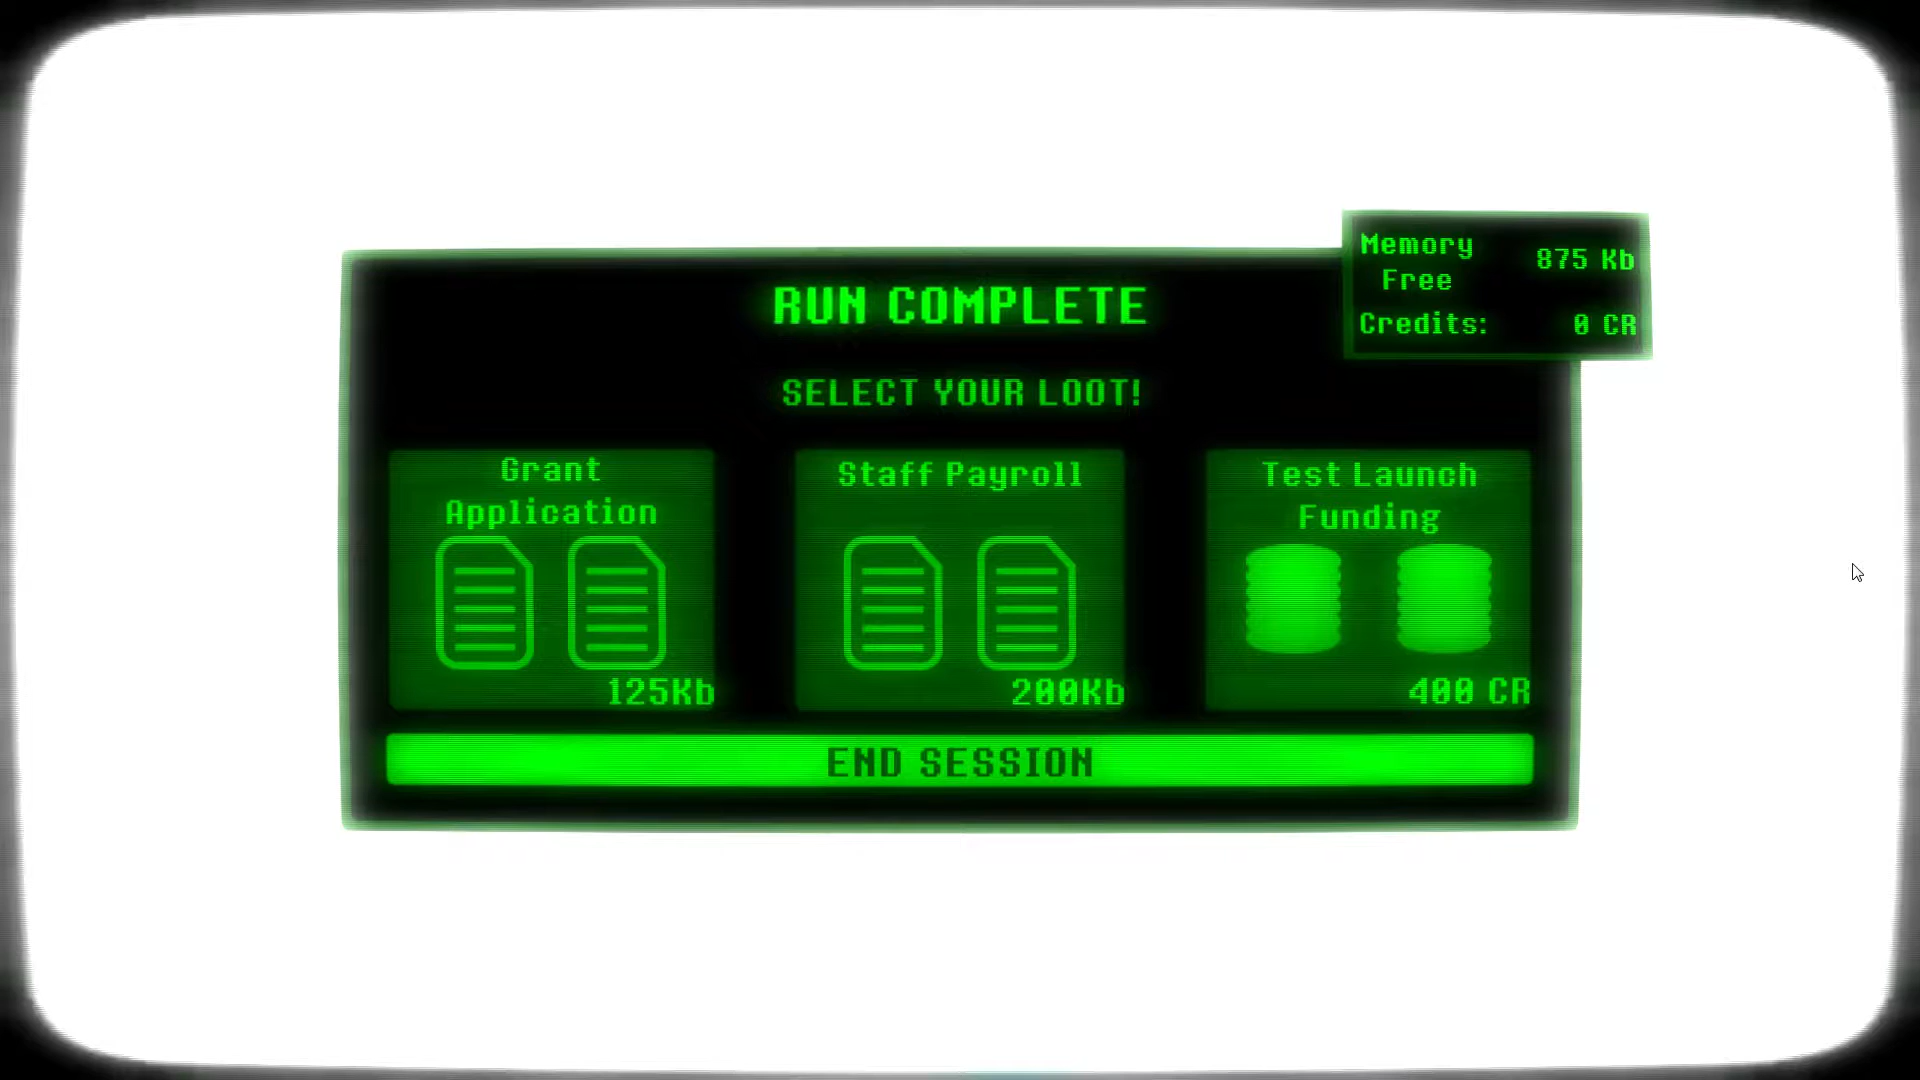 Memory Free 875 Kb
Credits: 0 CR
RUN COMPLETE
SELECT YOUR LOOT!
Grant
Application
125Kb
Staff Payroll
200Kb
Test Launch
Funding
400 CR
END SESSION